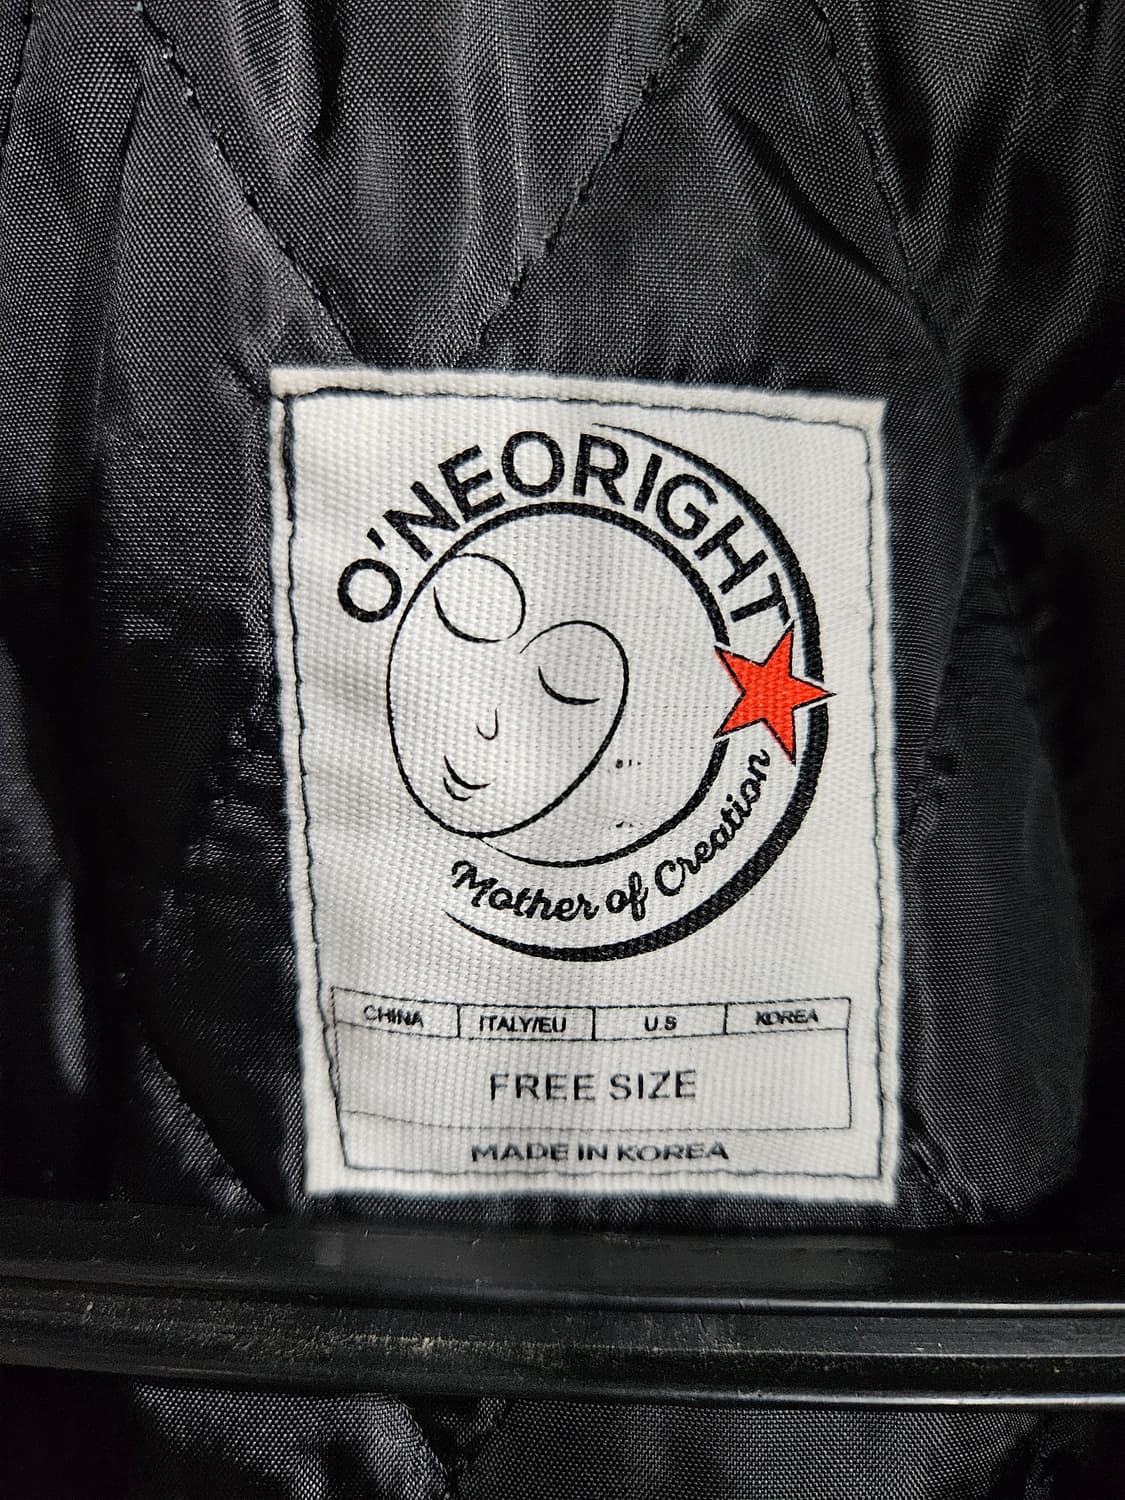 O'NEORIGHT
Mother of Creation
CHINA ITALY/EU U.S KOREA
FREE SIZE
MADE IN KOREA